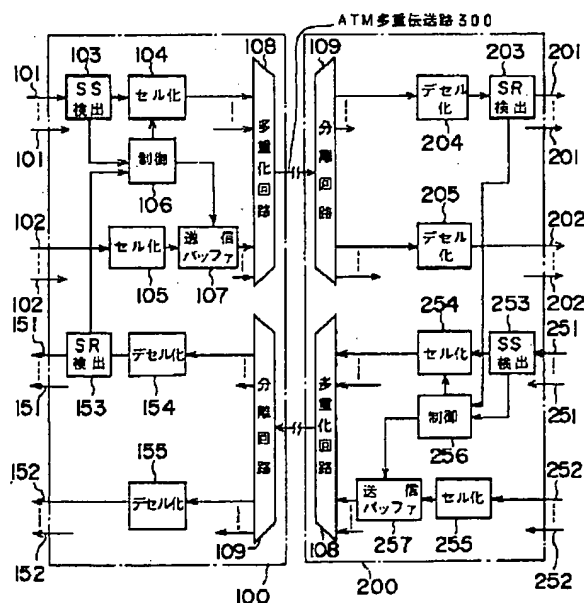 ATM多重伝送路300
103 104 108 109 203 201
101 SS検出 セル化 デセル化 SR検出
101 204 201
制御
106
多重化回路
分離回路
205
102 セル化 送信バッファ デセル化 202
102 105 107 202
151 254 253 251
SR検出 デセル化 セル化 SS検出
151 153 154 251
分離回路
多重化回路
制御
256
152 155 252
デセル化 送信バッファ セル化
152 109 108 257 255 252
100 200